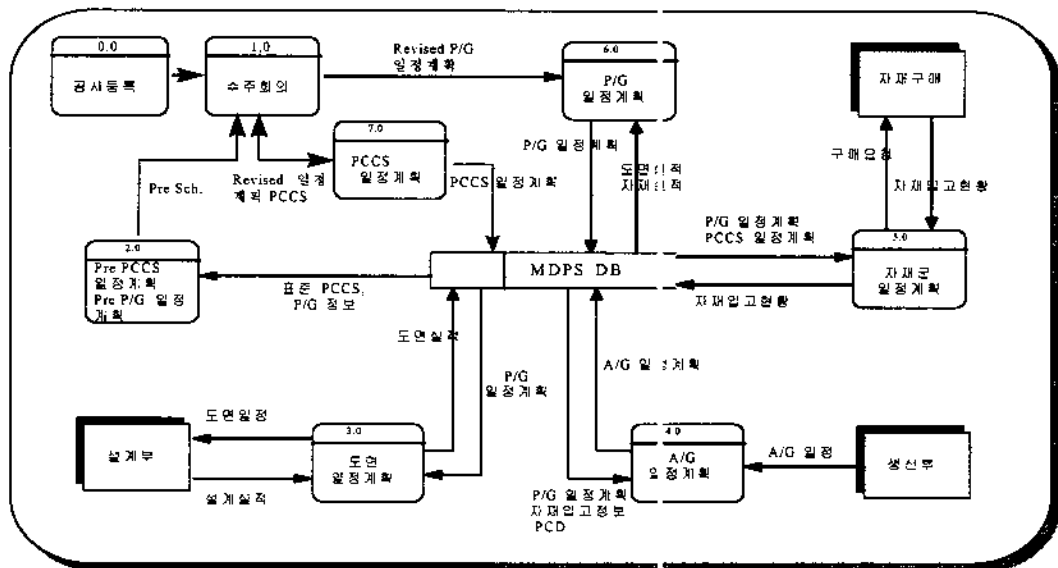 0.0
공사등록
1.0
수주회의
Revised P/G
일정계획
6.0
P/G
일정계획
자재구매
7.0
PCCS
일정계획
P/G 일정계획
도면실적
자재실적
구매요청
자재입고현황
Pre Sch.
Revised 일정
계획 PCCS
PCCS 일정계획
2.0
Pre PCCS
일정계획
Pre P/G 일정
계획
표준 PCCS,
P/G 정보
MDPS DB
P/G 일정계획
PCCS 일정계획
5.0
자재군
일정계획
자재입고현황
도면실적
P/G
일정계획
A/G 일정계획
설계부
도면일정
설계실적
3.0
도면
일정계획
4.0
A/G
일정계획
A/G 일정
생산부
P/G 일정계획
자재입고정보
PCD